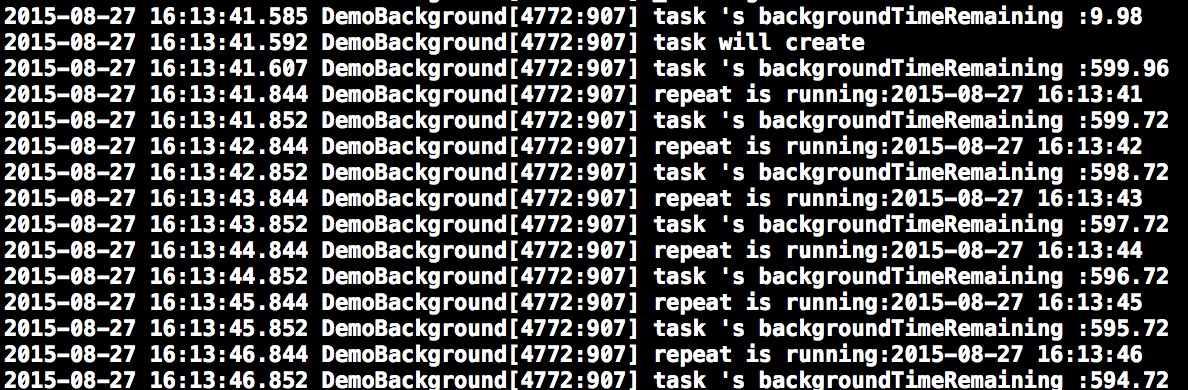 2015-08-27 16:13:41.585 DemoBackground[4772:907] task 's backgroundTimeRemaining :9.98
2015-08-27 16:13:41.592 DemoBackground[4772:907] task will create
2015-08-27 16:13:41.607 DemoBackground[4772:907] task 's backgroundTimeRemaining :599.96
2015-08-27 16:13:41.844 DemoBackground[4772:907] repeat is running:2015-08-27 16:13:41
2015-08-27 16:13:41.852 DemoBackground[4772:907] task 's backgroundTimeRemaining :599.72
2015-08-27 16:13:42.844 DemoBackground[4772:907] repeat is running:2015-08-27 16:13:42
2015-08-27 16:13:42.852 DemoBackground[4772:907] task 's backgroundTimeRemaining :598.72
2015-08-27 16:13:43.844 DemoBackground[4772:907] repeat is running:2015-08-27 16:13:43
2015-08-27 16:13:43.852 DemoBackground[4772:907] task 's backgroundTimeRemaining :597.72
2015-08-27 16:13:44.844 DemoBackground[4772:907] repeat is running:2015-08-27 16:13:44
2015-08-27 16:13:44.852 DemoBackground[4772:907] task 's backgroundTimeRemaining :596.72
2015-08-27 16:13:45.844 DemoBackground[4772:907] repeat is running:2015-08-27 16:13:45
2015-08-27 16:13:45.852 DemoBackground[4772:907] task 's backgroundTimeRemaining :595.72
2015-08-27 16:13:46.844 DemoBackground[4772:907] repeat is running:2015-08-27 16:13:46
2015-08-27 16:13:46.852 DemoBackground[4772:907] task 's backgroundTimeRemaining :594.72